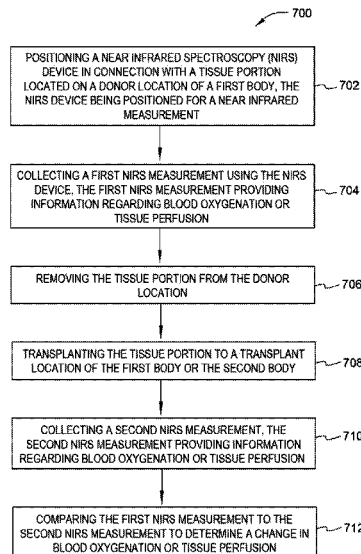 700
POSITIONING A NEAR INFRARED SPECTROSCOPY (NIRS)
DEVICE IN CONNECTION WITH A TISSUE PORTION
LOCATED ON A DONOR LOCATION OF A FIRST BODY, THE
NIRS DEVICE BEING POSITIONED FOR A NEAR INFRARED
MEASUREMENT
702
COLLECTING A FIRST NIRS MEASUREMENT USING THE NIRS
DEVICE, THE FIRST NIRS MEASUREMENT PROVIDING
INFORMATION REGARDING BLOOD OXYGENATION OR
TISSUE PERFUSION
704
REMOVING THE TISSUE PORTION FROM THE DONOR
LOCATION
706
TRANSPLANTING THE TISSUE PORTION TO A TRANSPLANT
LOCATION OF THE FIRST BODY OR THE SECOND BODY
708
COLLECTING A SECOND NIRS MEASUREMENT, THE
SECOND NIRS MEASUREMENT PROVIDING INFORMATION
REGARDING BLOOD OXYGENATION OR TISSUE PERFUSION
710
COMPARING THE FIRST NIRS MEASUREMENT TO THE
SECOND NIRS MEASUREMENT TO DETERMINE A CHANGE IN
BLOOD OXYGENATION OR TISSUE PERFUSION
712